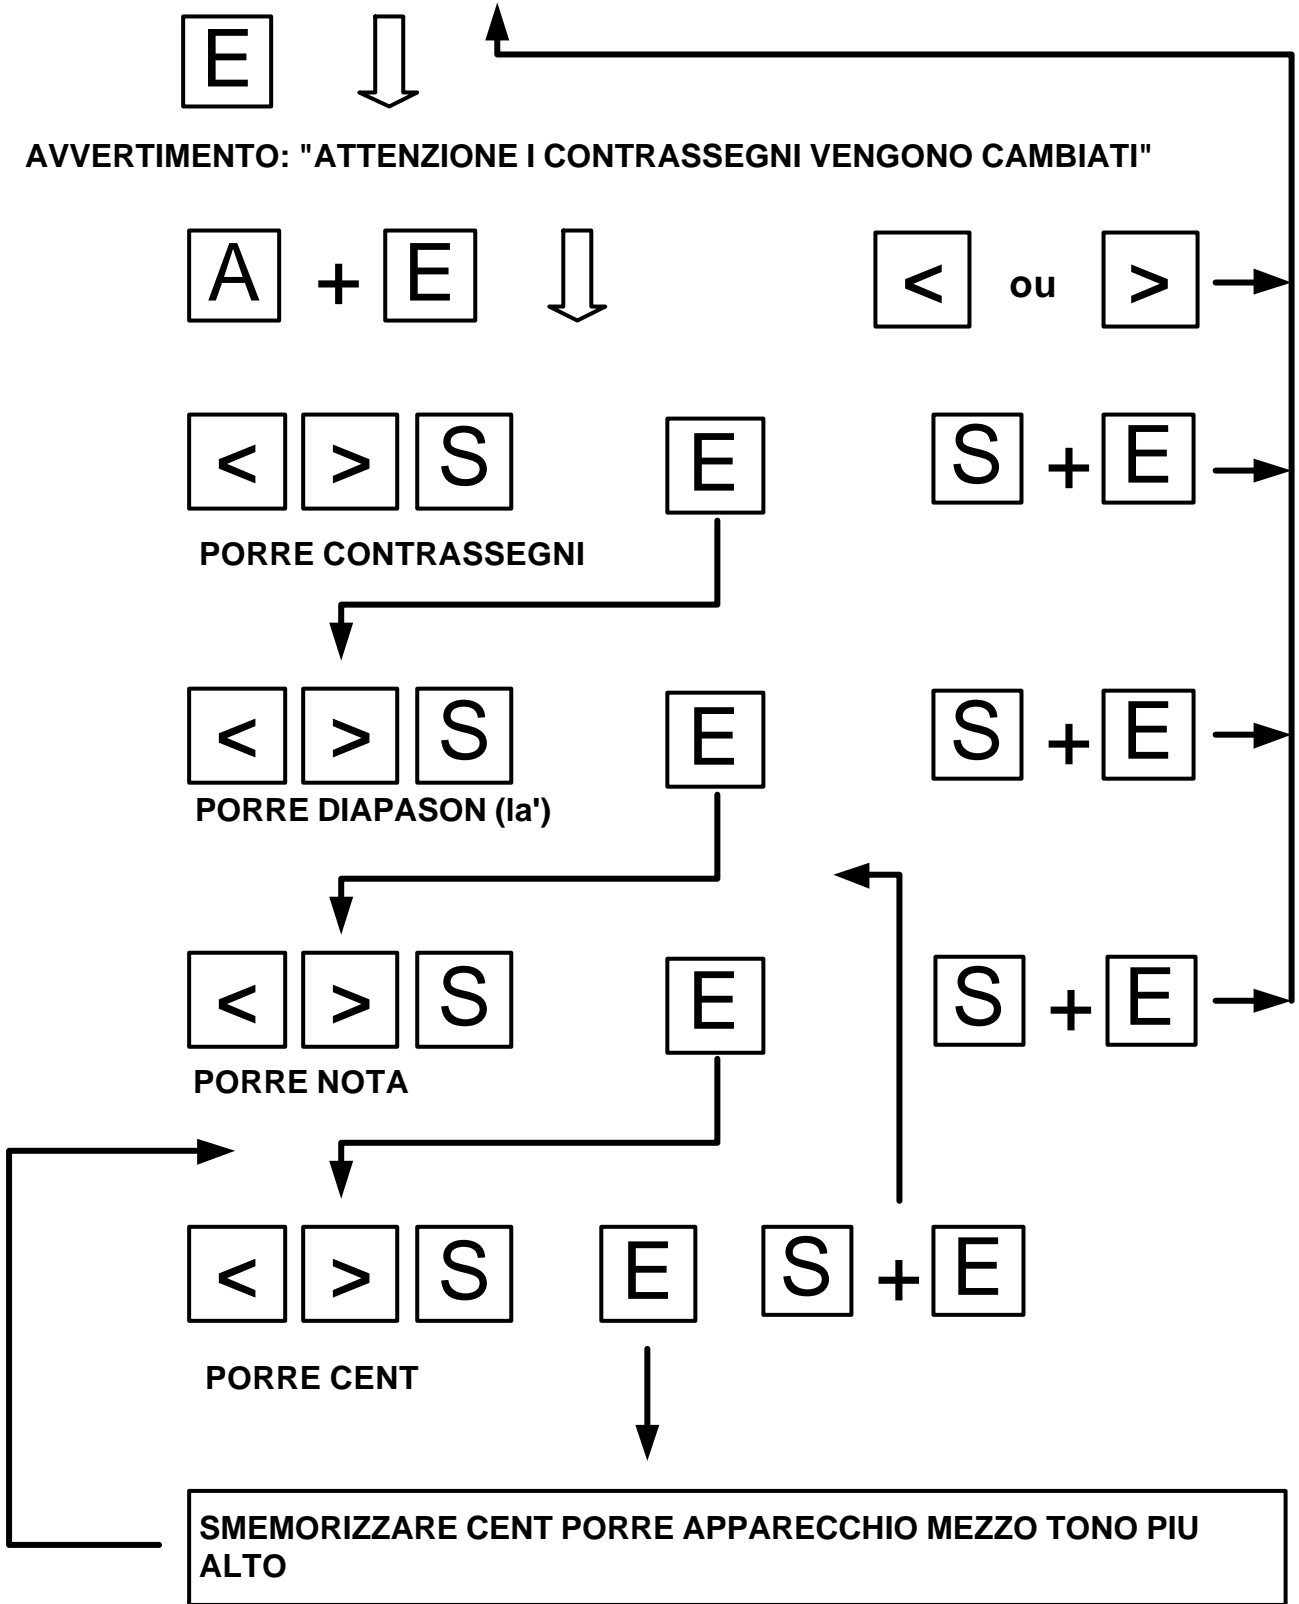 E
AVVERTIMENTO: "ATTENZIONE I CONTRASSEGNI VENGONO CAMBIATI"
A + E < ou >
< > S E S + E
PORRE CONTRASSEGNI
< > S E S + E
PORRE DIAPASON (la')
< > S E S + E
PORRE NOTA
< > S E S + E
PORRE CENT
SMEMORIZZARE CENT PORRE APPARECCHIO MEZZO TONO PIU
ALTO